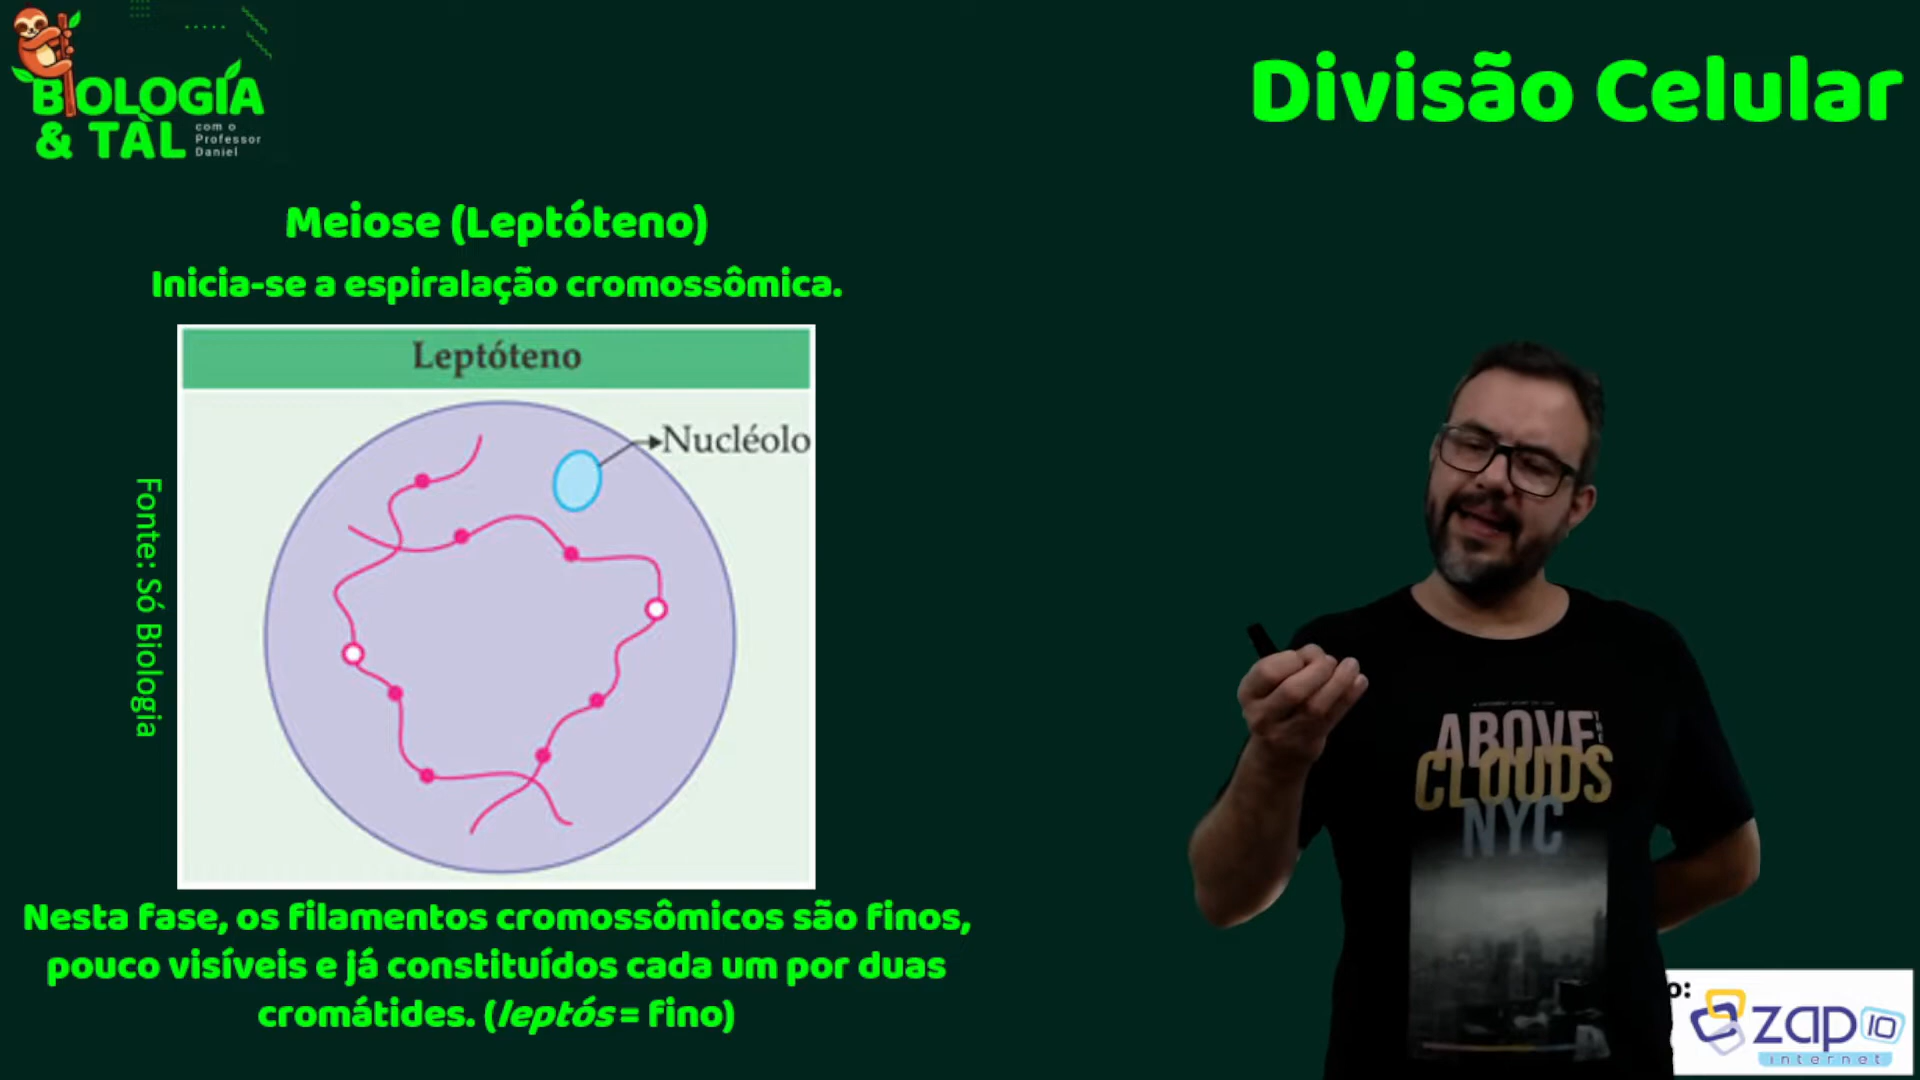 BIOLOGIA
& TAL
com o
Professor
Daniel
Divisão Celular
Meiose (Leptóteno)
Inicia-se a espiralação cromossômica.
Leptóteno
Nucléolo
Fonte: Só Biologia
Nesta fase, os filamentos cromossômicos são finos,
pouco visíveis e já constituídos cada um por duas
cromátides. (leptós = fino)
ABOVE
THE
CLOUDS
NYC
o:
zap 10
internet